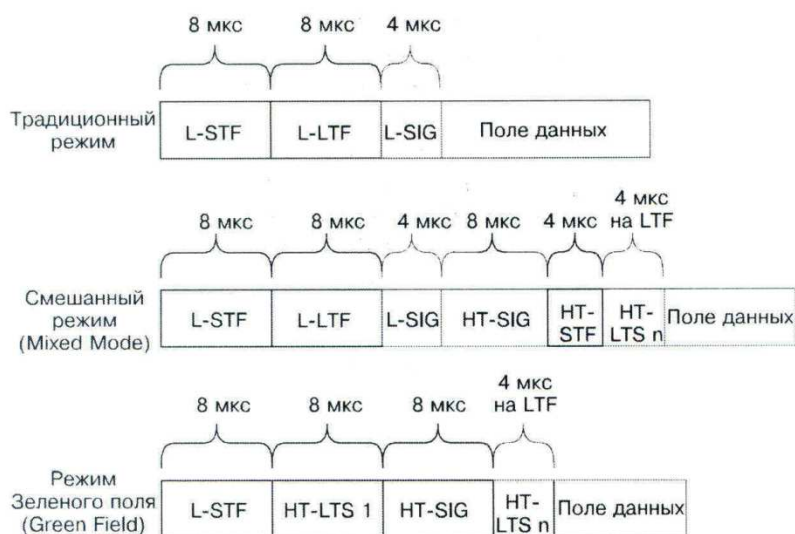 8 мкс 8 мкс 4 мкс
Традиционный
режим
L-STF L-LTF L-SIG Поле данных
4 мкс
на LTF
8 мкс 8 мкс 4 мкс 8 мкс 4 мкс
Смешанный
режим
(Mixed Mode)
L-STF L-LTF L-SIG HT-SIG HT-
STF HT-
LTS n Поле данных
4 мкс
на LTF
8 мкс 8 мкс 8 мкс
Режим
Зеленого поля
(Green Field)
L-STF HT-LTS 1 HT-SIG HT-
LTS n Поле данных